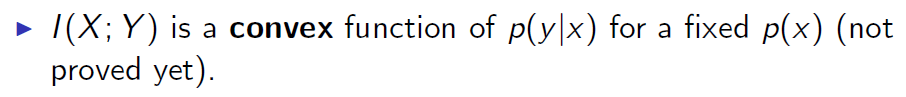 ▶ I(X; Y) is a convex function of p(y|x) for a fixed p(x) (not
proved yet).